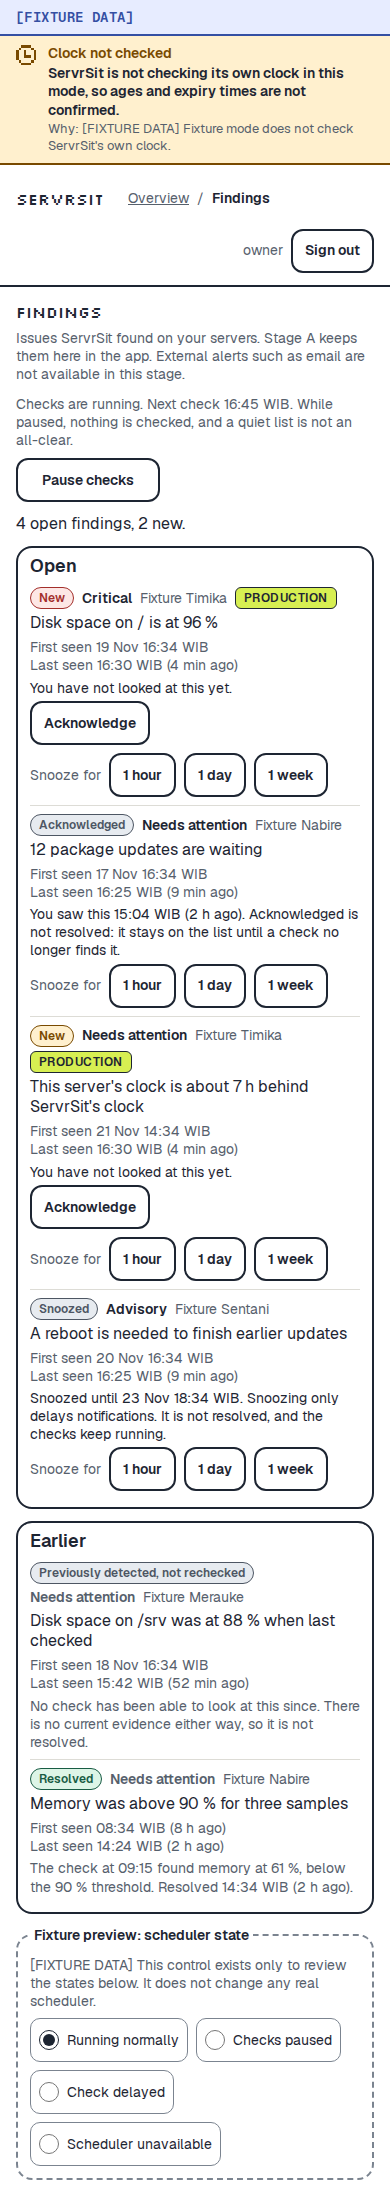 [FIXTURE DATA]
Clock not checked
ServrSit is not checking its own clock in this
mode, so ages and expiry times are not
confirmed.
Why: [FIXTURE DATA] Fixture mode does not check
ServrSit's own clock.
SERVRSIT Overview / Findings
owner Sign out
FINDINGS
Issues ServrSit found on your servers. Stage A keeps
them here in the app. External alerts such as email are
not available in this stage.
Checks are running. Next check 16:45 WIB. While
paused, nothing is checked, and a quiet list is not an
all-clear.
Pause checks
4 open findings, 2 new.
Open
New Critical Fixture Timika PRODUCTION
Disk space on / is at 96 %
First seen 19 Nov 16:34 WIB
Last seen 16:30 WIB (4 min ago)
You have not looked at this yet.
Acknowledge
Snooze for 1 hour 1 day 1 week
Acknowledged Needs attention Fixture Nabire
12 package updates are waiting
First seen 17 Nov 16:34 WIB
Last seen 16:25 WIB (9 min ago)
You saw this 15:04 WIB (2 h ago). Acknowledged is
not resolved: it stays on the list until a check no
longer finds it.
Snooze for 1 hour 1 day 1 week
New Needs attention Fixture Timika
PRODUCTION
This server's clock is about 7 h behind
ServrSit's clock
First seen 21 Nov 14:34 WIB
Last seen 16:30 WIB (4 min ago)
You have not looked at this yet.
Acknowledge
Snooze for 1 hour 1 day 1 week
Snoozed Advisory Fixture Sentani
A reboot is needed to finish earlier updates
First seen 20 Nov 16:34 WIB
Last seen 16:25 WIB (9 min ago)
Snoozed until 23 Nov 18:34 WIB. Snoozing only
delays notifications. It is not resolved, and the
checks keep running.
Snooze for 1 hour 1 day 1 week
Earlier
Previously detected, not rechecked
Needs attention Fixture Merauke
Disk space on /srv was at 88 % when last
checked
First seen 18 Nov 16:34 WIB
Last seen 15:42 WIB (52 min ago)
No check has been able to look at this since. There
is no current evidence either way, so it is not
resolved.
Resolved Needs attention Fixture Nabire
Memory was above 90 % for three samples
First seen 08:34 WIB (8 h ago)
Last seen 14:24 WIB (2 h ago)
The check at 09:15 found memory at 61 %, below
the 90 % threshold. Resolved 14:34 WIB (2 h ago).
Fixture preview: scheduler state
[FIXTURE DATA] This control exists only to review
the states below. It does not change any real
scheduler.
Running normally Checks paused
Check delayed
Scheduler unavailable